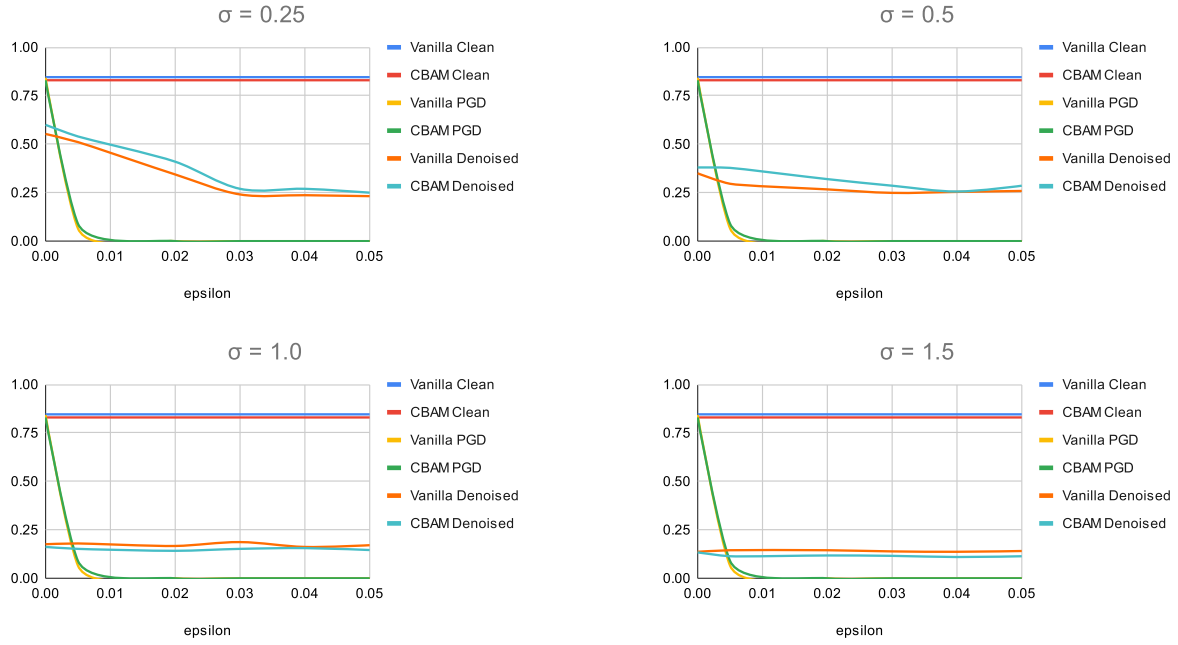 σ = 0.25
1.00
0.75
0.50
0.25
0.00
0.00 0.01 0.02 0.03 0.04 0.05
epsilon
Vanilla Clean
CBAM Clean
Vanilla PGD
CBAM PGD
Vanilla Denoised
CBAM Denoised
σ = 0.5
1.00
0.75
0.50
0.25
0.00
0.00 0.01 0.02 0.03 0.04 0.05
epsilon
Vanilla Clean
CBAM Clean
Vanilla PGD
CBAM PGD
Vanilla Denoised
CBAM Denoised
σ = 1.0
1.00
0.75
0.50
0.25
0.00
0.00 0.01 0.02 0.03 0.04 0.05
epsilon
Vanilla Clean
CBAM Clean
Vanilla PGD
CBAM PGD
Vanilla Denoised
CBAM Denoised
σ = 1.5
1.00
0.75
0.50
0.25
0.00
0.00 0.01 0.02 0.03 0.04 0.05
epsilon
Vanilla Clean
CBAM Clean
Vanilla PGD
CBAM PGD
Vanilla Denoised
CBAM Denoised